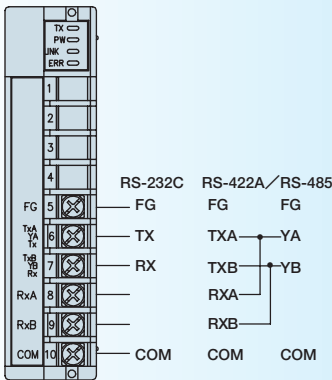 TX
PW
LINK
ERR
1
2
3
4
RS-232C RS-422A／RS-485
FG 5 FG FG FG
TxA
YA
Tx
6 TX TXA YA
TxB
YB
Rx
7 RX TXB YB
RxA 8 RXA
RxB 9 RXB
COM 10 COM COM COM